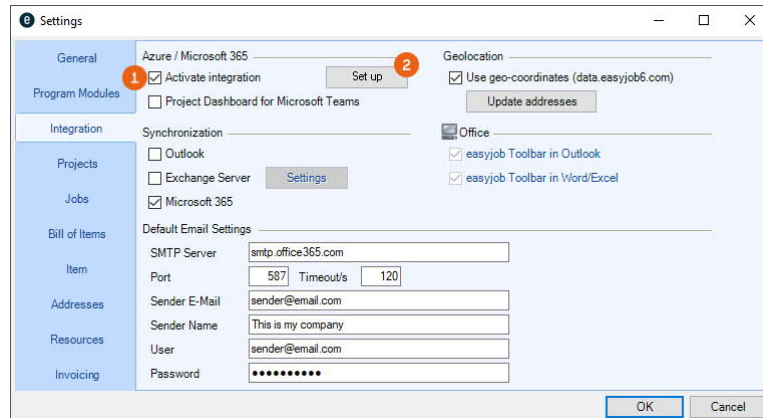 e Settings
General
Program Modules
Integration
Projects
Jobs
Bill of Items
Item
Addresses
Resources
Invoicing
Azure / Microsoft 365
1 Activate integration Set up 2
Project Dashboard for Microsoft Teams
Synchronization
Outlook
Exchange Server Settings
Microsoft 365
Geolocation
Use geo-coordinates (data.easyjob6.com)
Update addresses
Office
easyjob Toolbar in Outlook
easyjob Toolbar in Word/Excel
Default Email Settings
SMTP Server smtp.office365.com
Port 587 Timeout/s 120
Sender E-Mail sender@email.com
Sender Name This is my company
User sender@email.com
Password ●●●●●●●●●●
OK Cancel